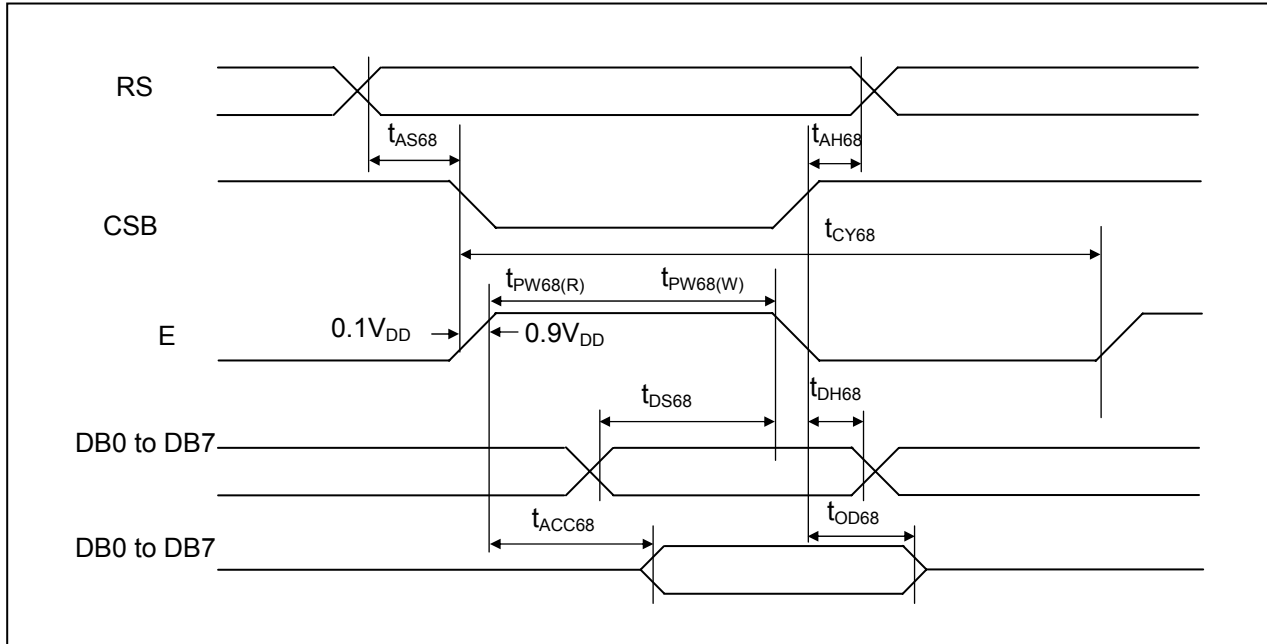 RS
tAS68
tAH68
CSB
tCY68
tPW68(R)
tPW68(W)
E
0.1VDD
0.9VDD
tDS68
tDH68
DB0 to DB7
tACC68
tOD68
DB0 to DB7